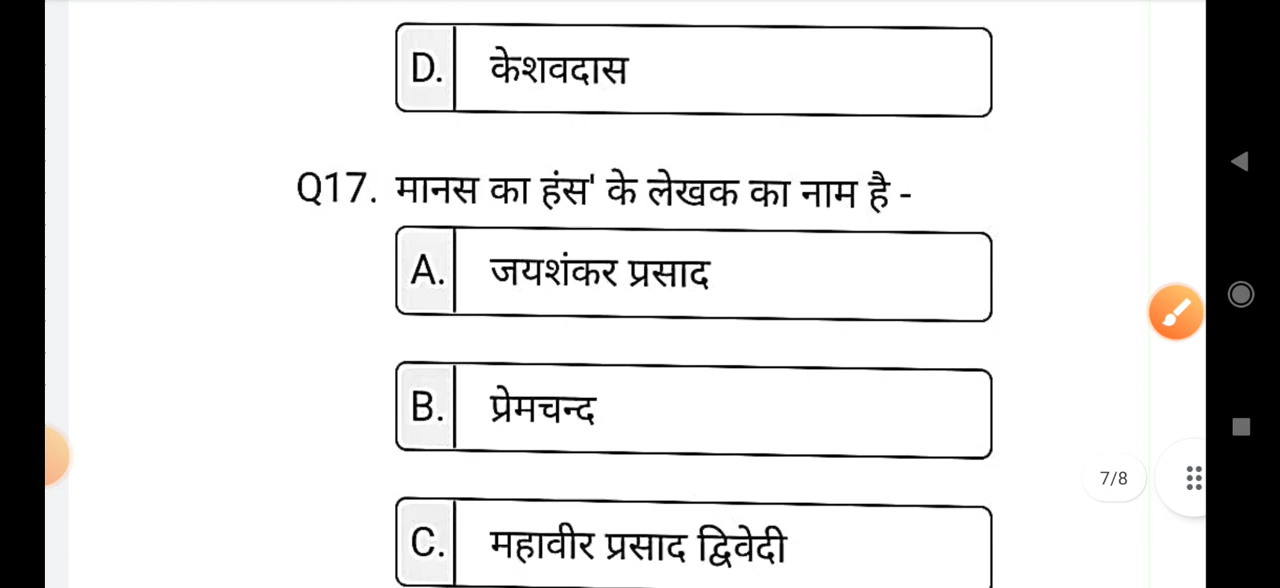 D. केशवदास
Q17. मानस का हंस' के लेखक का नाम है -
A. जयशंकर प्रसाद
B. प्रेमचन्द
C. महावीर प्रसाद द्विवेदी
7/8